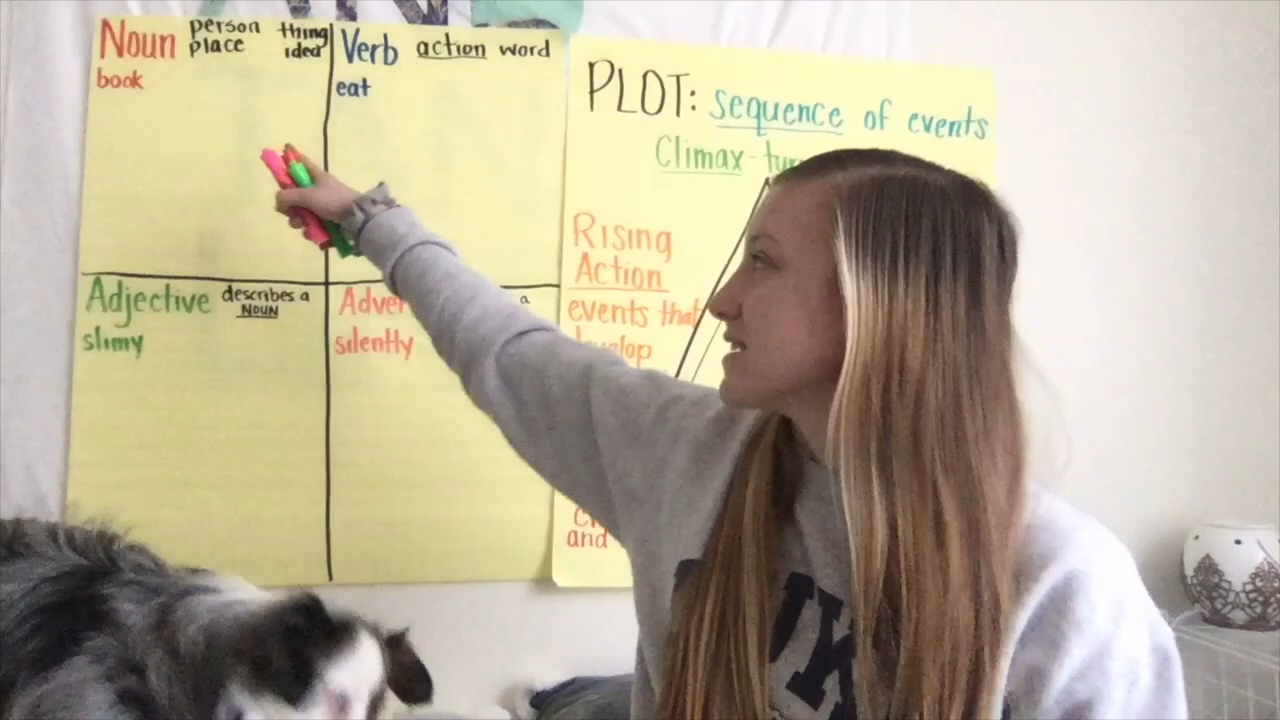 Noun person place thing idea
book
Verb action word
eat
Adjective describes a NOUN
slimy
a
silently
PLOT: sequence of events
Climax-
Rising
Action
events that
and